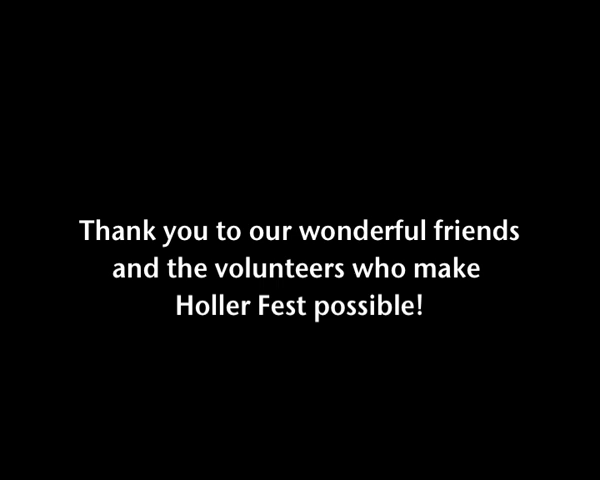 Thank you to our wonderful friends
and the volunteers who make
Holler Fest possible!